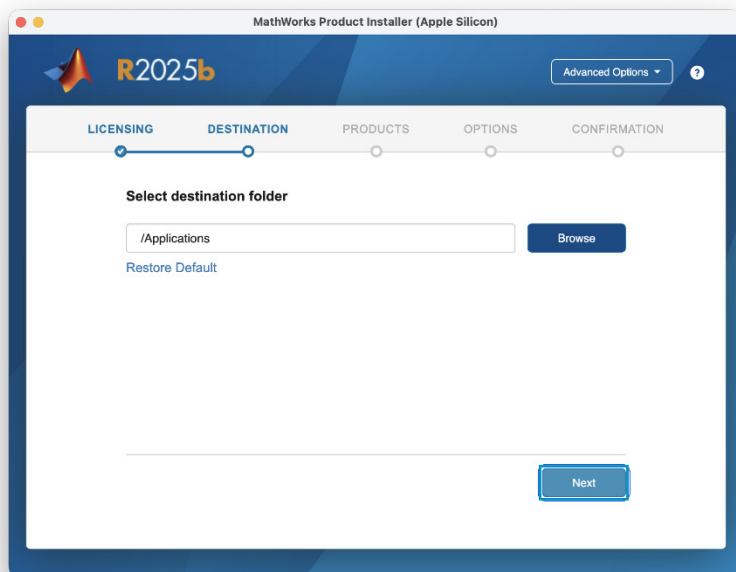 MathWorks Product Installer (Apple Silicon)
R2025b
Advanced Options
?
LICENSING DESTINATION PRODUCTS OPTIONS CONFIRMATION
Select destination folder
/Applications
Browse
Restore Default
Next